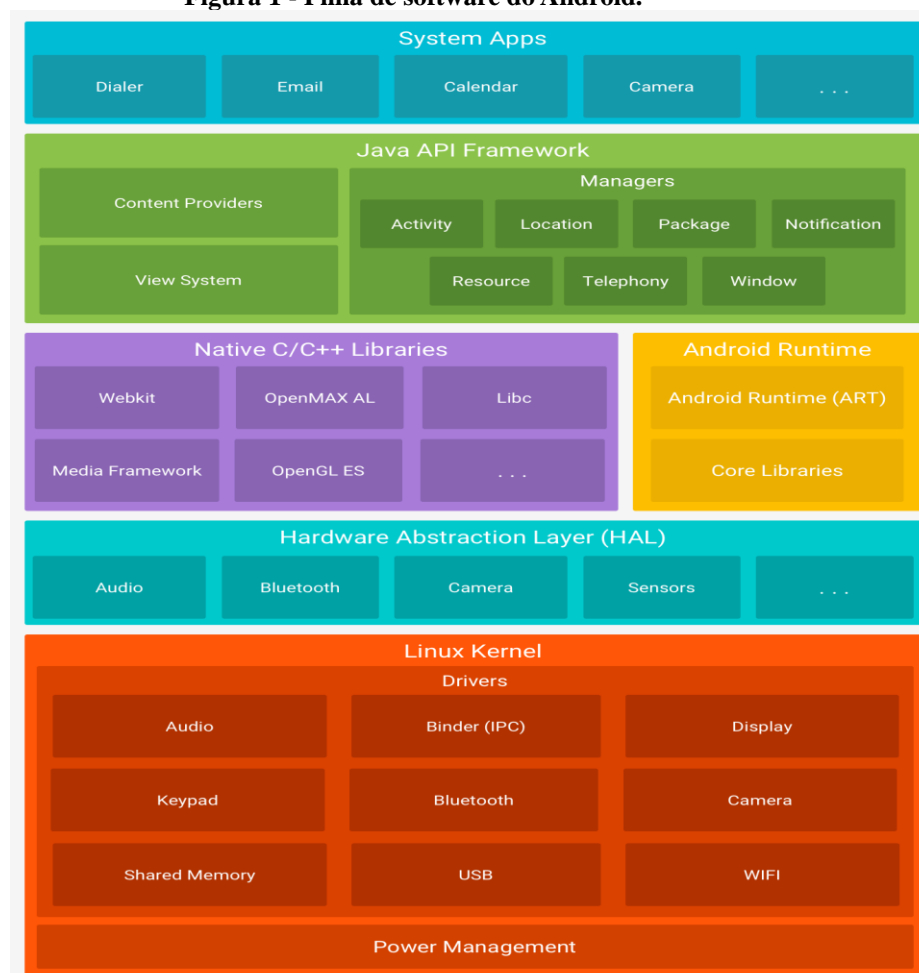 Figura 1 - Pilha de software do Android.
System Apps
Dialer
Email
Calendar
Camera
. . .
Java API Framework
Content Providers
View System
Managers
Activity
Location
Package
Notification
Resource
Telephony
Window
Native C/C++ Libraries
Webkit
OpenMAX AL
Libc
Media Framework
OpenGL ES
. . .
Android Runtime
Android Runtime (ART)
Core Libraries
Hardware Abstraction Layer (HAL)
Audio
Bluetooth
Camera
Sensors
. . .
Linux Kernel
Drivers
Audio
Binder (IPC)
Display
Keypad
Bluetooth
Camera
Shared Memory
USB
WIFI
Power Management